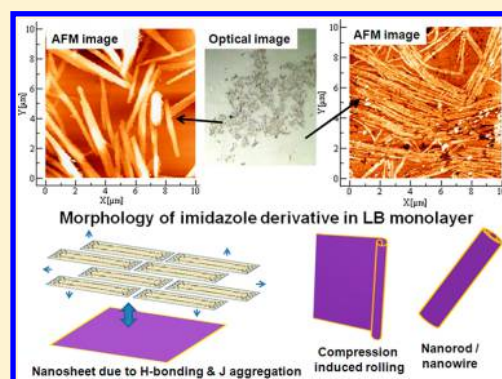 AFM image
Optical image
AFM image
10
8
6
4
2
0
Y[µm]
0 2 4 6 8 10
X[µm]
10
8
6
4
2
0
Y[µm]
0 2 4 6 8 10
X[µm]
Morphology of imidazole derivative in LB monolayer
Nanosheet due to H-bonding & J aggregation
Compression
induced rolling
Nanorod /
nanowire